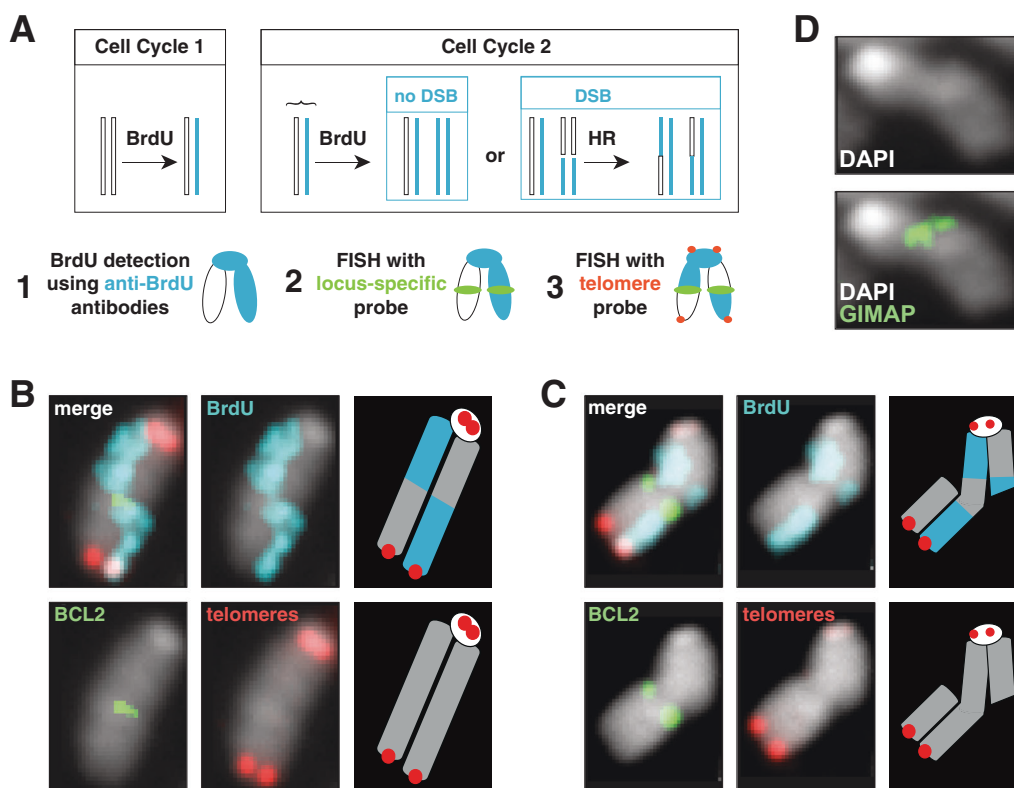 A
Cell Cycle 1
BrdU
Cell Cycle 2
BrdU
no DSB
or
DSB
HR
1
BrdU detection
using anti-BrdU
antibodies
2
FISH with
locus-specific
probe
3
FISH with
telomere
probe
D
DAPI
DAPI
GIMAP
B
merge
BrdU
BCL2
telomeres
C
merge
BrdU
BCL2
telomeres